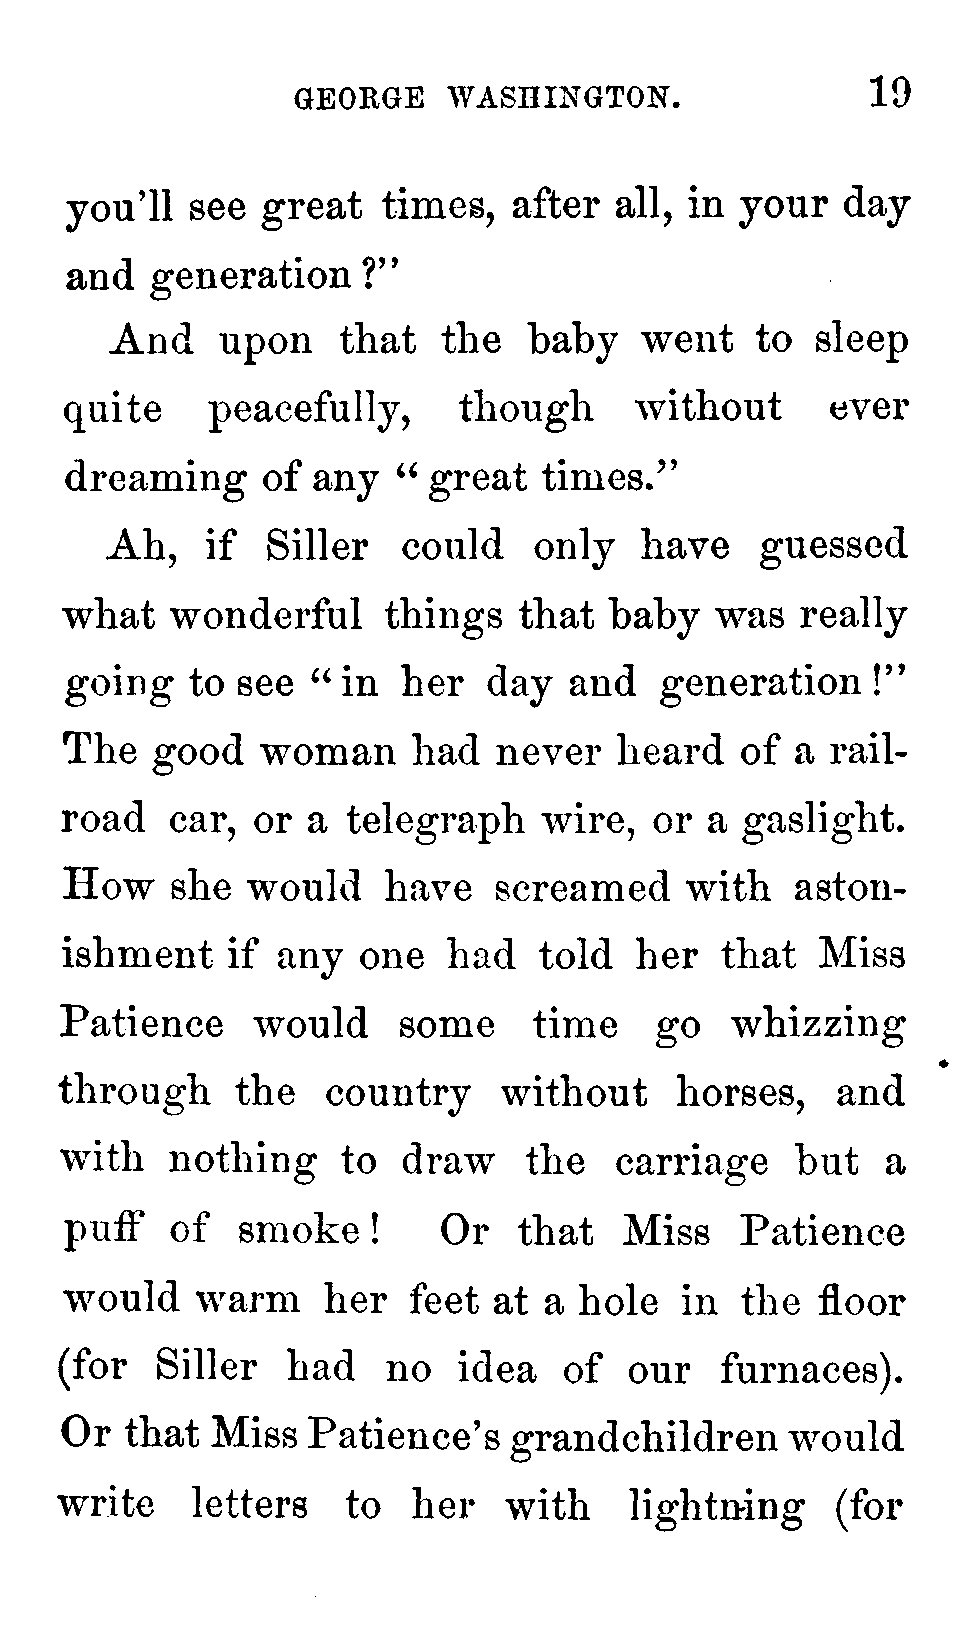 GEORGE WASHINGTON. 19
you'll see great times, after all, in your day
and generation?"
And upon that the baby went to sleep
quite peacefully, though without ever
dreaming of any "great times."
Ah, if Siller could only have guessed
what wonderful things that baby was really
going to see "in her day and generation!"
The good woman had never heard of a rail-
road car, or a telegraph wire, or a gaslight.
How she would have screamed with aston-
ishment if any one had told her that Miss
Patience would some time go whizzing
through the country without horses, and
with nothing to draw the carriage but a
puff of smoke! Or that Miss Patience
would warm her feet at a hole in the floor
(for Siller had no idea of our furnaces).
Or that Miss Patience's grandchildren would
write letters to her with lightning (for